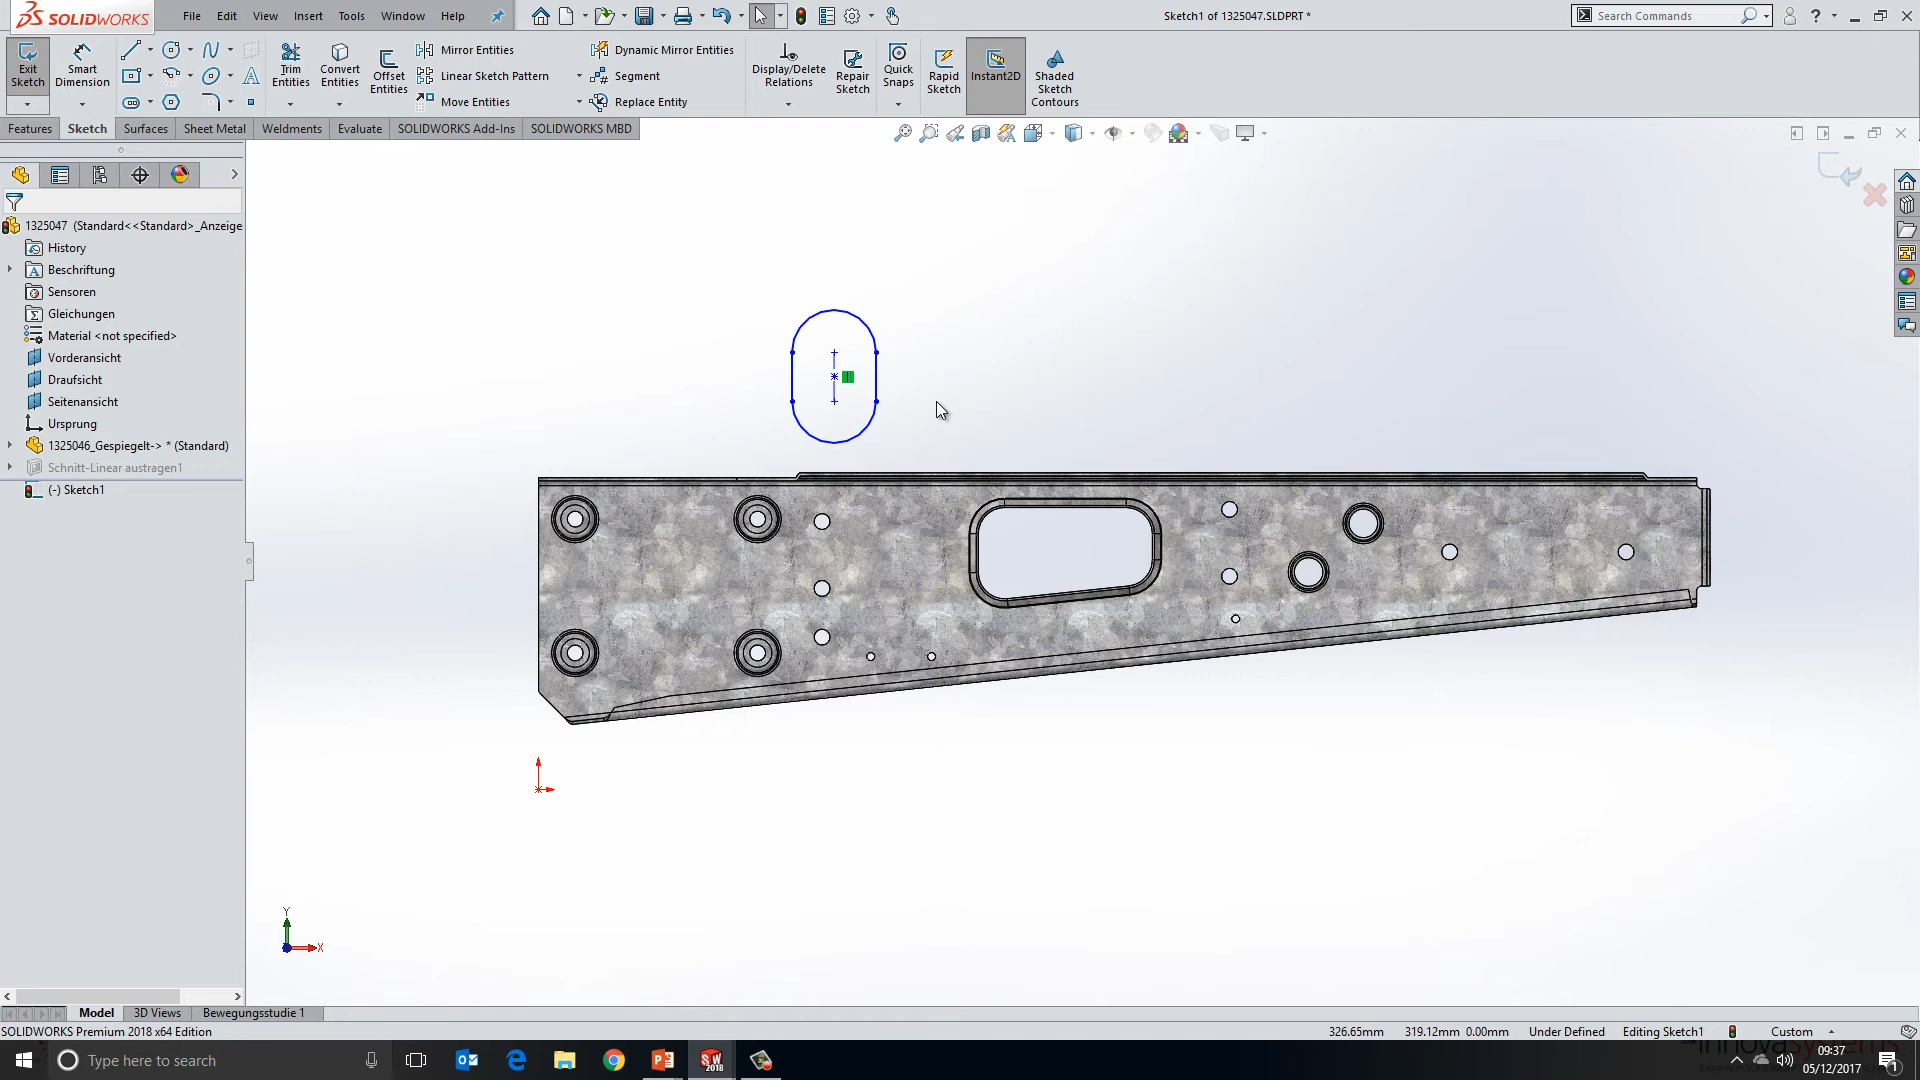 SOLIDWORKS
File Edit View Insert Tools Window Help
Sketch1 of 1325047.SLDPRT *
Search Commands
?
Exit Sketch
Smart Dimension
Trim Entities
Convert Entities
Offset Entities
Mirror Entities
Linear Sketch Pattern
Move Entities
Dynamic Mirror Entities
Segment
Replace Entity
Display/Delete Relations
Repair Sketch
Quick Snaps
Rapid Sketch
Instant2D
Shaded Sketch Contours
Features Sketch Surfaces Sheet Metal Weldments Evaluate SOLIDWORKS Add-Ins SOLIDWORKS MBD
1325047 (Standard<<Standard>_Anzeige
History
Beschriftung
Sensoren
Gleichungen
Material <not specified>
Vorderansicht
Draufsicht
Seitenansicht
Ursprung
1325046_Gespiegelt-> * (Standard)
Schnitt-Linear austragen1
(-) Sketch1
Y
X
Model 3D Views Bewegungsstudie 1
SOLIDWORKS Premium 2018 x64 Edition
326.65mm 319.12mm 0.00mm Under Defined Editing Sketch1 Custom
Type here to search
SW 2018
09:37
05/12/2017
1